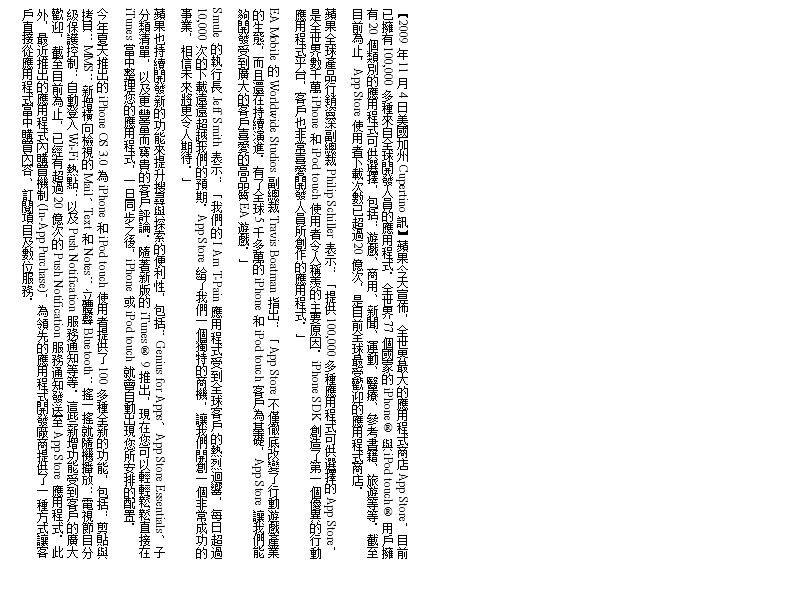 【2009 年 11 月 4 日美國加州 Cupertino 訊】蘋果今天宣佈,全世界最大的應用程式商店 App Store,目前
已擁有 100,000 多種來自全球開發人員的應用程式,全世界 77 個國家的 iPhone® 與 iPod touch® 用戶擁
有 20 個類別的應用程式可供選擇,包括:遊戲、商用、新聞、運動、醫療、參考書籍、旅遊等等,截至
目前為止,App Store 使用者下載次數已超過 20 億次,是目前全球最受歡迎的應用程式商店。
蘋果全球產品行銷資深副總裁 Philip Schiller 表示:「提供 100,000 多種應用程式可供選擇的 App Store,
是全世界數千萬 iPhone 和 iPod touch 使用者令人稱羨的主要原因,iPhone SDK 創造了第一個優異的行動
應用程式平台,客戶也非常喜愛開發人員所創作的應用程式。」
EA Mobile 的 Worldwide Studios 副總裁 Travis Boatman 指出:「App Store 不僅徹底改變了行動遊戲產業
的生態,而且還在持續演進,有了全球 5 千多萬的 iPhone 和 iPod touch 客戶為基礎,App Store 讓我們能
夠開發受到廣大的客戶喜愛的高品質 EA 遊戲。」
Smule 的執行長 Jeff Smith 表示:「我們的 I Am T-Pain 應用程式受到全球客戶的熱烈迴響,每日超過
10,000 次的下載遠遠超越我們的預期,App Store 給了我們一個獨特的商機,讓我們開創一個非常成功的
事業,相信未來將更令人期待。」
蘋果也持續開發新的功能來提升搜尋與探索的便利性,包括:Genius for Apps、App Store Essentials、子
分類清單,以及更豐富而寶貴的客戶評論,隨著新版的 iTunes® 9 推出,現在您可以輕輕鬆鬆直接在
iTunes 當中整理您的應用程式,一日同步之後,iPhone 或 iPod touch 就會自動出現您所安排的配置。
今年夏天推出的 iPhone OS 3.0 為 iPhone 和 iPod touch 使用者提供了 100 多種全新的功能,包括:剪貼與
拷貝;MMS;新增橫向檢視的 Mail、Text 和 Notes;立體聲 Bluetooth;搖一搖就隨機播放;電視節目分
級保護控制;自動登入 Wi-Fi 熱點;以及 Push Notification 服務通知等等,這些新增功能受到客戶的廣大
歡迎,截至目前為止,已經有超過 20 億次的 Push Notification 服務通知發送至 App Store 應用程式,此
外,最近推出的應用程式內購買機制 (In-App Purchase),為領先的應用程式開發廠商提供了一種方式讓客
戶直接從應用程式當中購買內容、訂閱項目及數位服務。